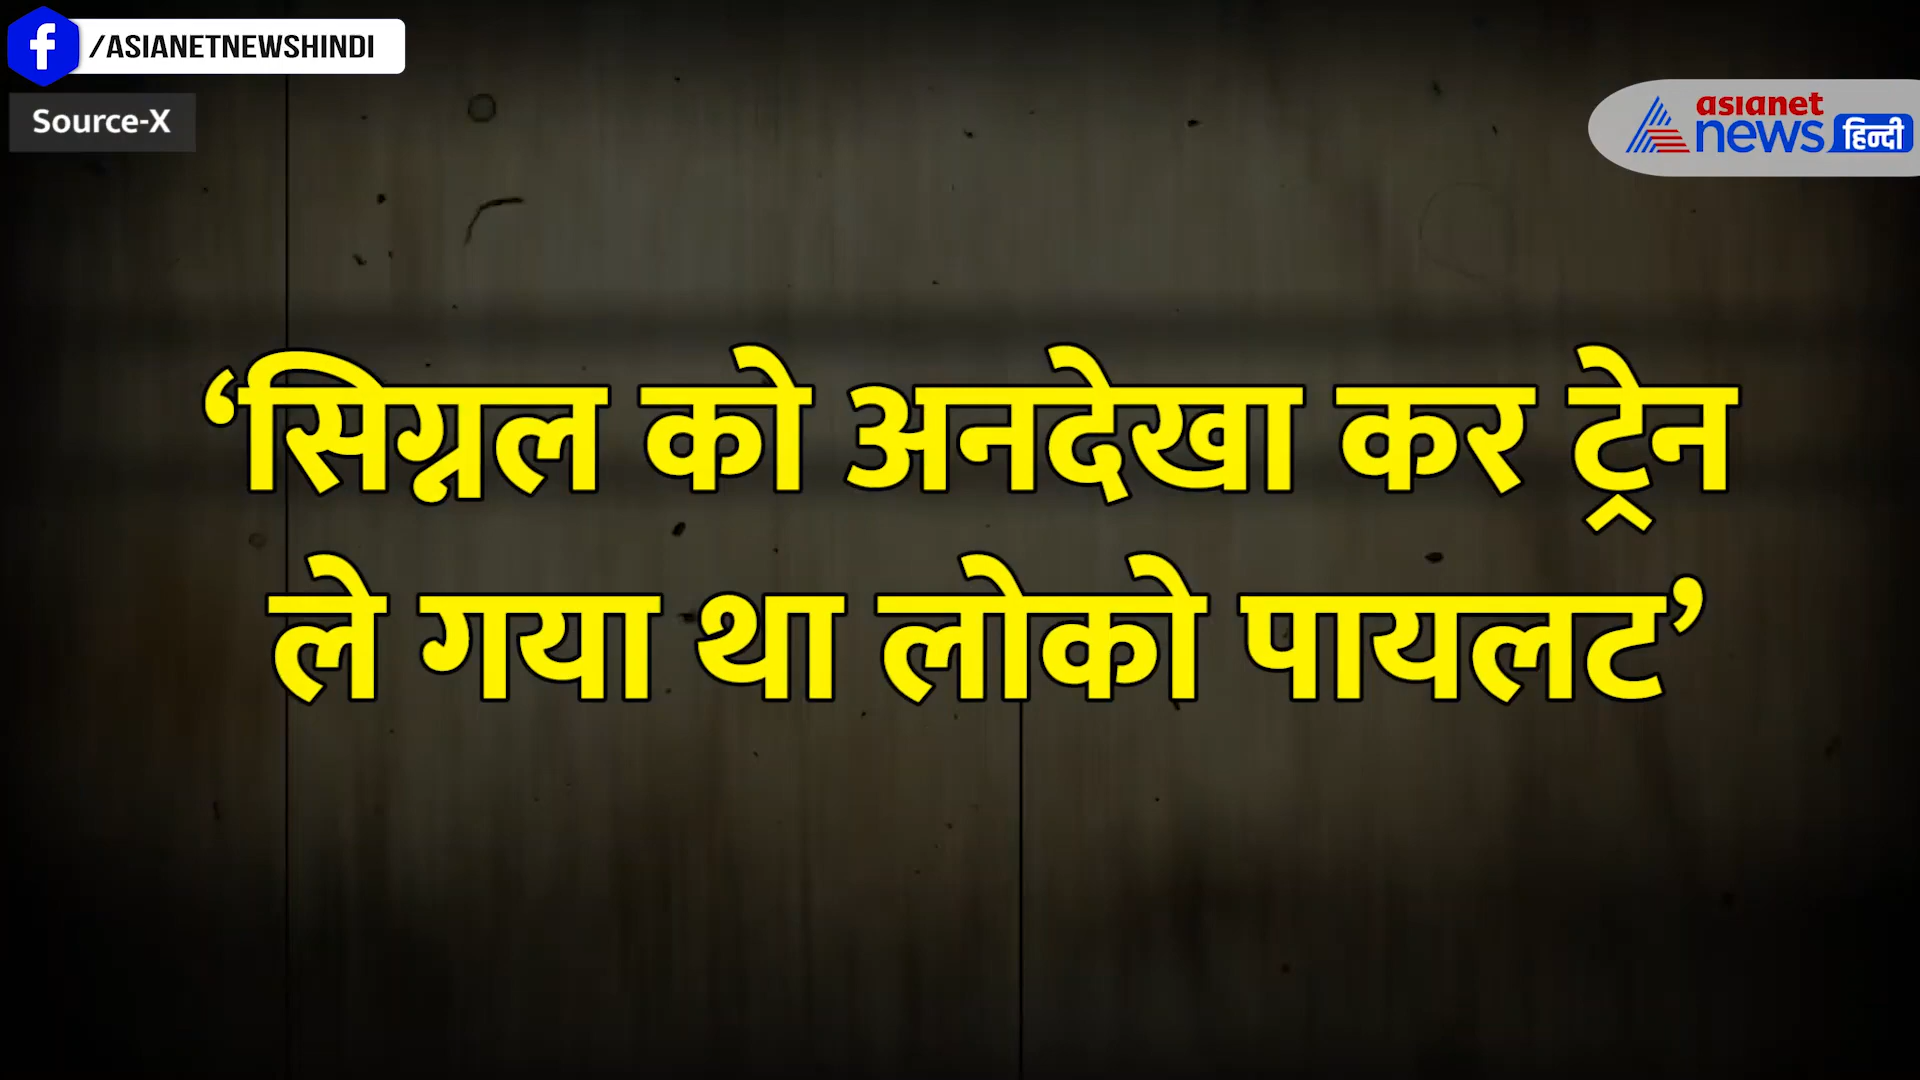 /ASIANETNEWSHINDI
Source-X
asianet
news हिन्दी
‘सिग्नल को अनदेखा कर ट्रेन
ले गया था लोको पायलट’